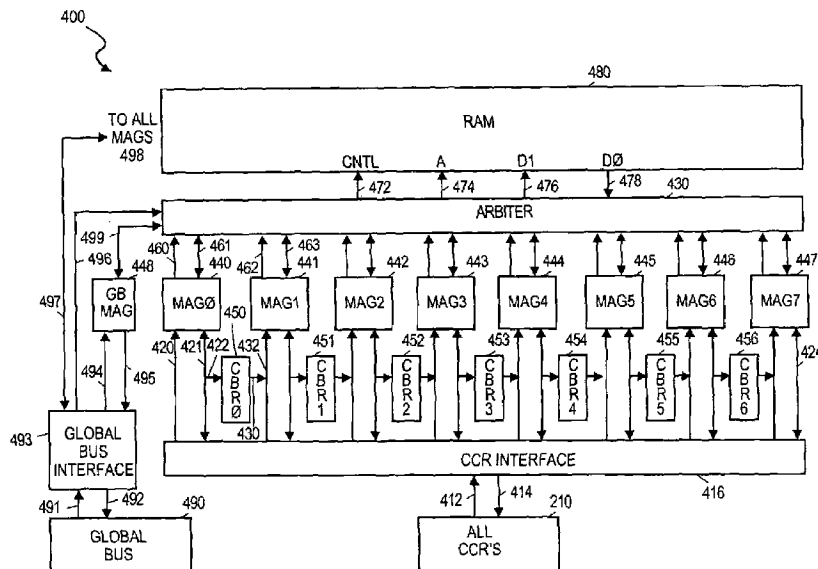 400
480
TO ALL
MAGS
498
RAM
CNTL
A
D1
DØ
472
474
476
478
430
ARBITER
499
496
460
461
462
463
448
440
441
442
443
444
445
446
447
497
GB
MAG
MAGØ
MAG1
MAG2
MAG3
MAG4
MAG5
MAG6
MAG7
494
495
420
421
422
450
432
451
452
453
454
455
456
424
CBRØ
CBR1
CBR2
CBR3
CBR4
CBR5
CBR6
430
493
GLOBAL
BUS
INTERFACE
CCR INTERFACE
416
491
492
490
412
414
210
GLOBAL
BUS
ALL
CCR'S